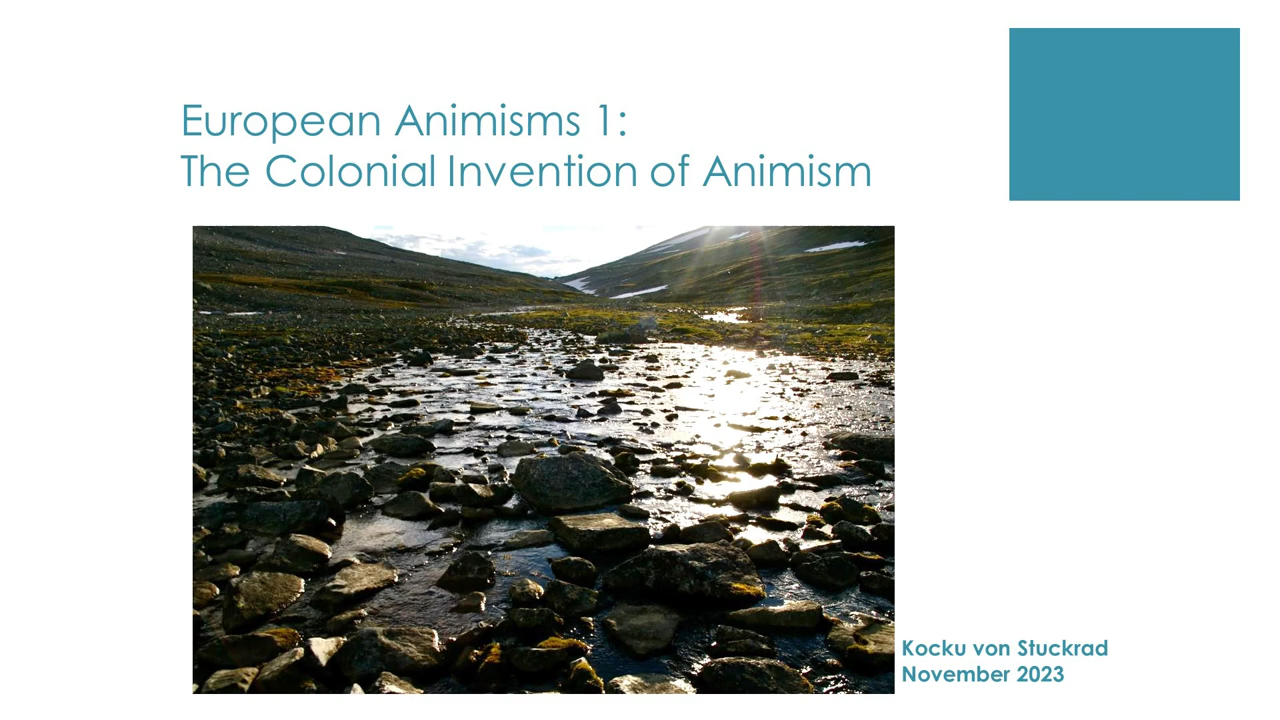 European Animisms 1:
The Colonial Invention of Animism
Kocku von Stuckrad
November 2023